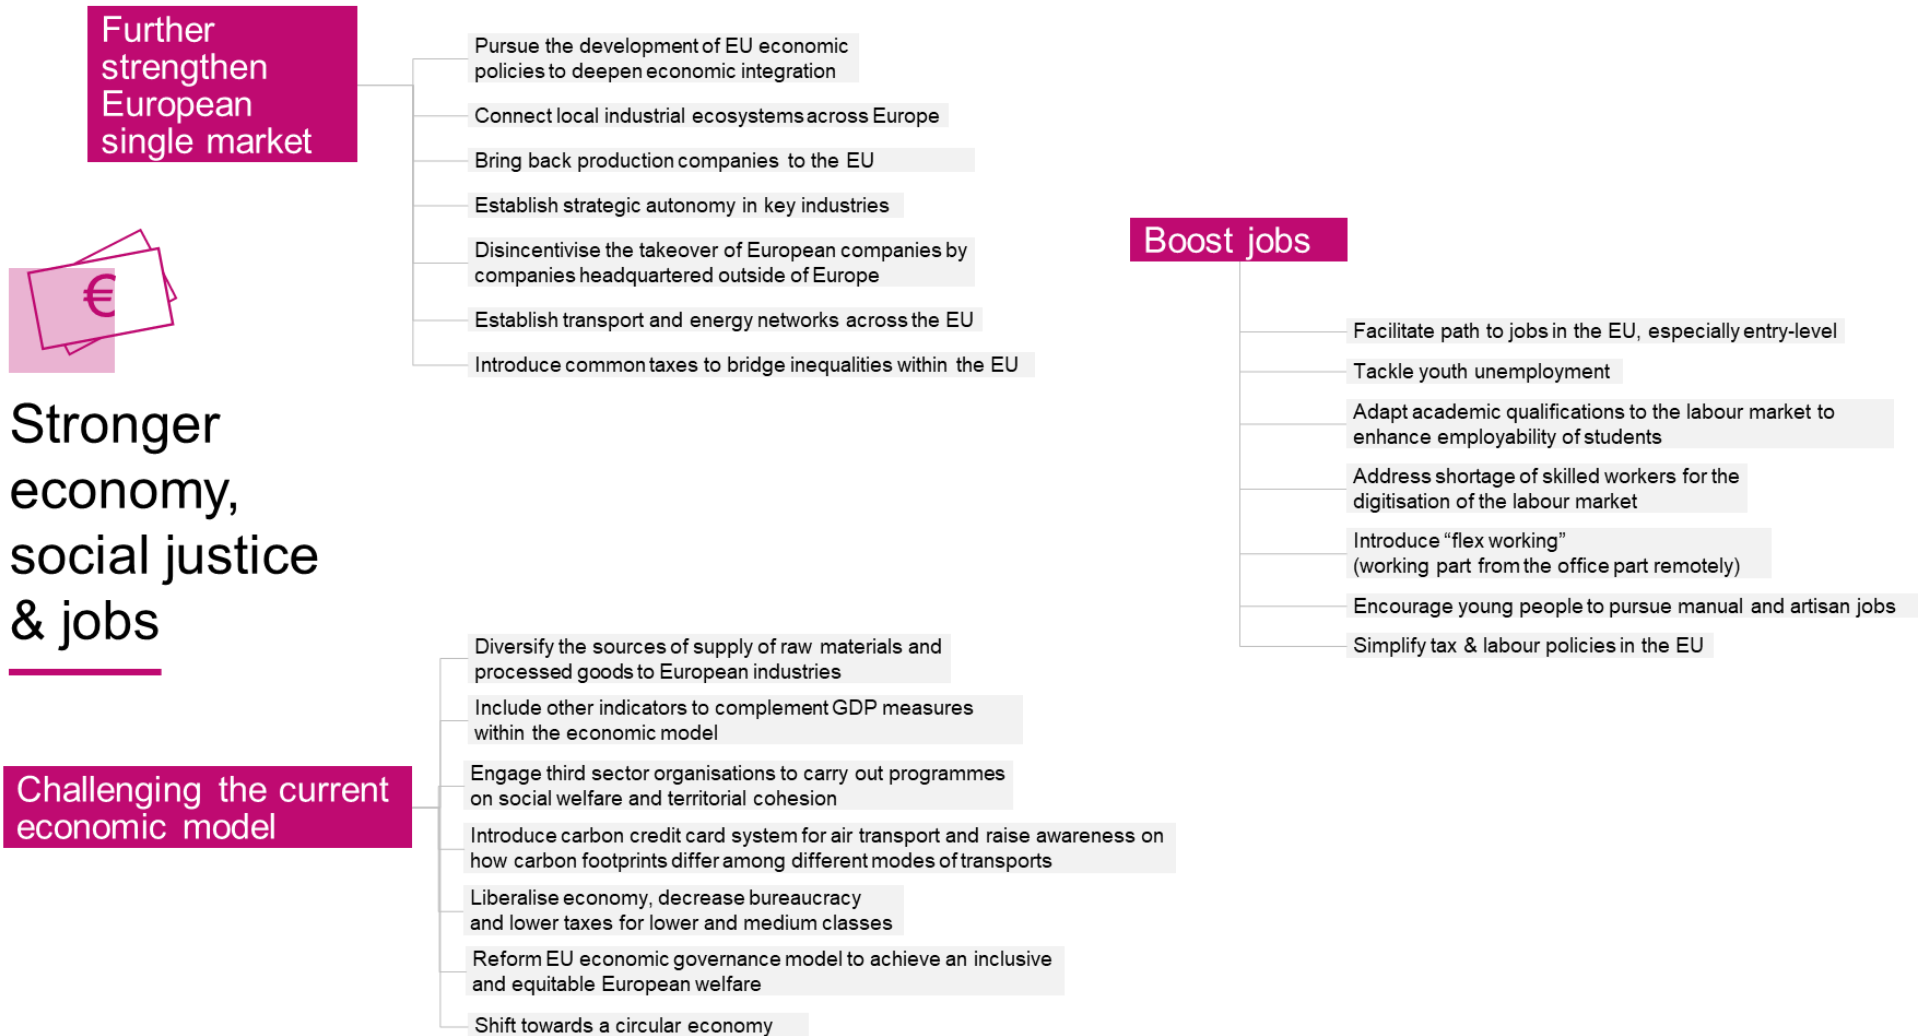 Further
strengthen
European
single market
Pursue the development of EU economic
policies to deepen economic integration
Connect local industrial ecosystems across Europe
Bring back production companies to the EU
Establish strategic autonomy in key industries
Disincentivise the takeover of European companies by
companies headquartered outside of Europe
Establish transport and energy networks across the EU
Introduce common taxes to bridge inequalities within the EU
€
Stronger
economy,
social justice
& jobs
Boost jobs
Facilitate path to jobs in the EU, especially entry-level
Tackle youth unemployment
Adapt academic qualifications to the labour market to
enhance employability of students
Address shortage of skilled workers for the
digitisation of the labour market
Introduce “flex working”
(working part from the office part remotely)
Encourage young people to pursue manual and artisan jobs
Simplify tax & labour policies in the EU
Challenging the current
economic model
Diversify the sources of supply of raw materials and
processed goods to European industries
Include other indicators to complement GDP measures
within the economic model
Engage third sector organisations to carry out programmes
on social welfare and territorial cohesion
Introduce carbon credit card system for air transport and raise awareness on
how carbon footprints differ among different modes of transports
Liberalise economy, decrease bureaucracy
and lower taxes for lower and medium classes
Reform EU economic governance model to achieve an inclusive
and equitable European welfare
Shift towards a circular economy